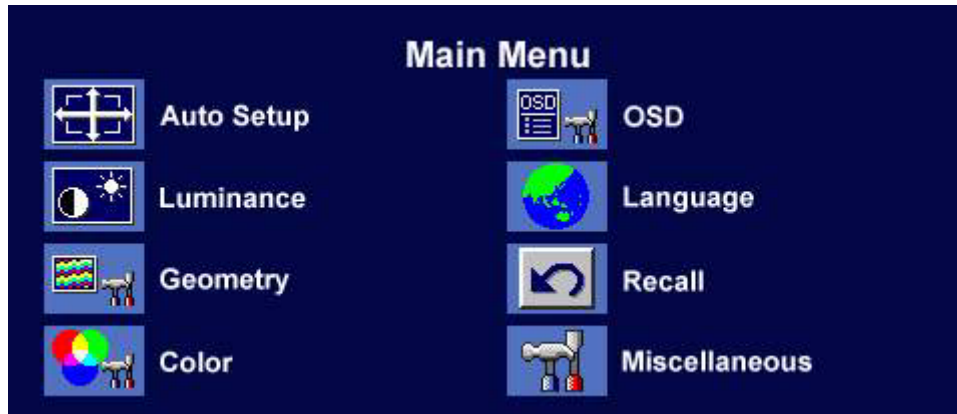 Main Menu
Auto Setup
Luminance
Geometry
Color
OSD
OSD
Language
Recall
Miscellaneous